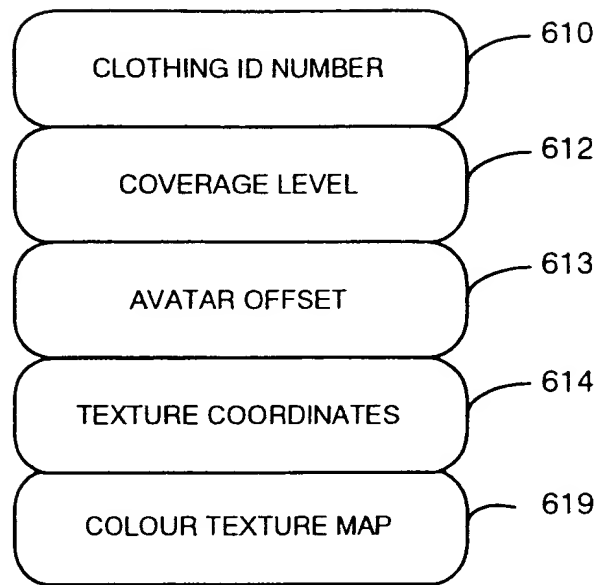 CLOTHING ID NUMBER 610
COVERAGE LEVEL 612
AVATAR OFFSET 613
TEXTURE COORDINATES 614
COLOUR TEXTURE MAP 619